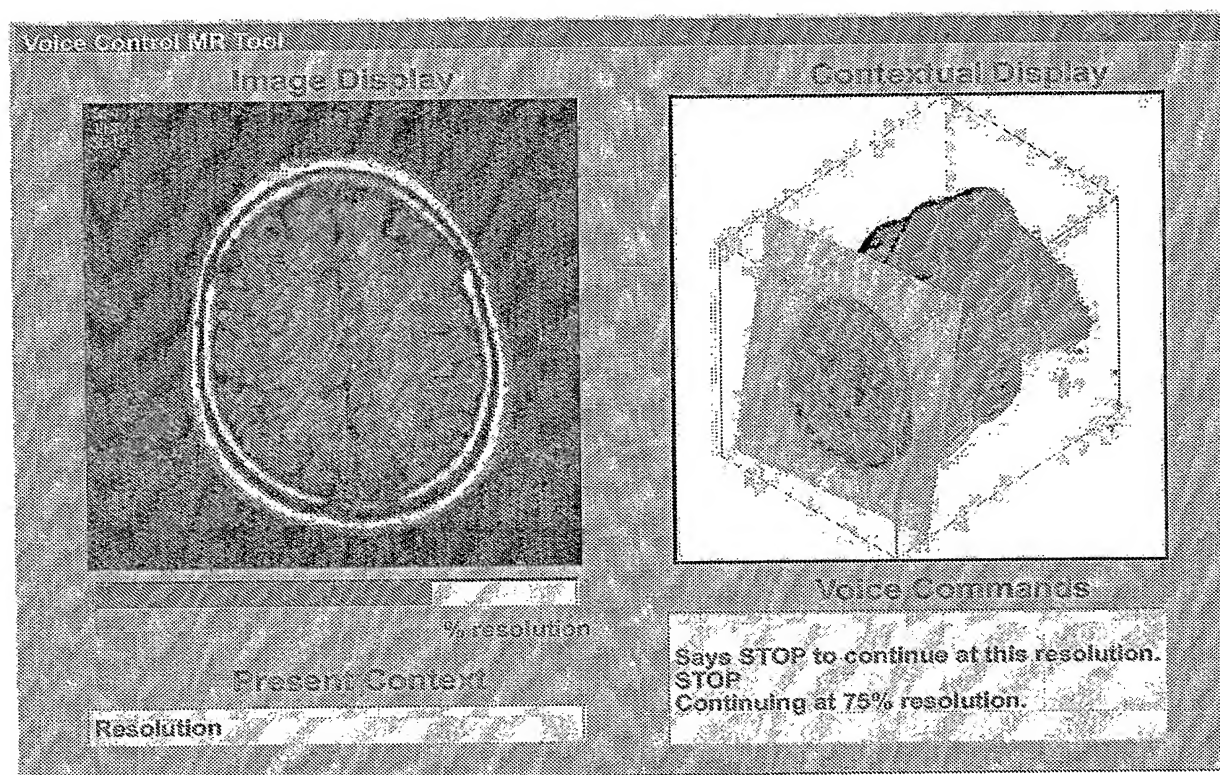 Voice Control MR Tool
Image Display
Contextual Display
% resolution
Present Context
Resolution
Voice Commands
Says STOP to continue at this resolution.
STOP
Continuing at 75% resolution.